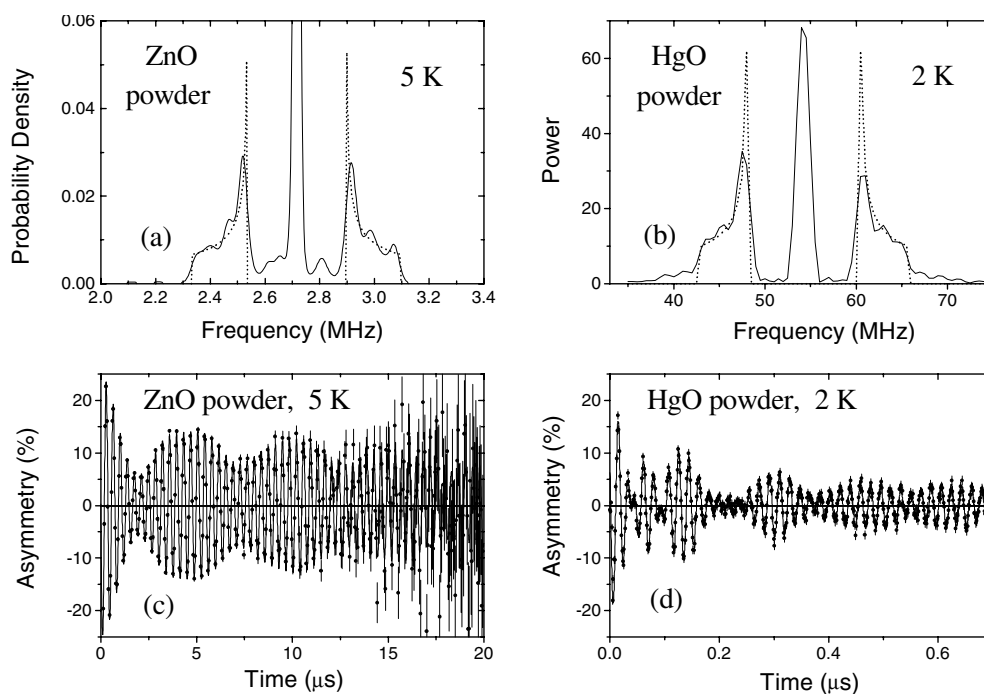 0.06
0.04
0.02
0.00
Probability Density
ZnO
powder
5 K
(a)
2.0 2.2 2.4 2.6 2.8 3.0 3.2 3.4
Frequency (MHz)
60
40
20
0
Power
HgO
powder
2 K
(b)
40 50 60 70
Frequency (MHz)
20
10
0
-10
-20
Asymmetry (%)
ZnO powder, 5 K
(c)
0 5 10 15 20
Time (μs)
20
10
0
-10
-20
Asymmetry (%)
HgO powder, 2 K
(d)
0.0 0.2 0.4 0.6
Time (μs)